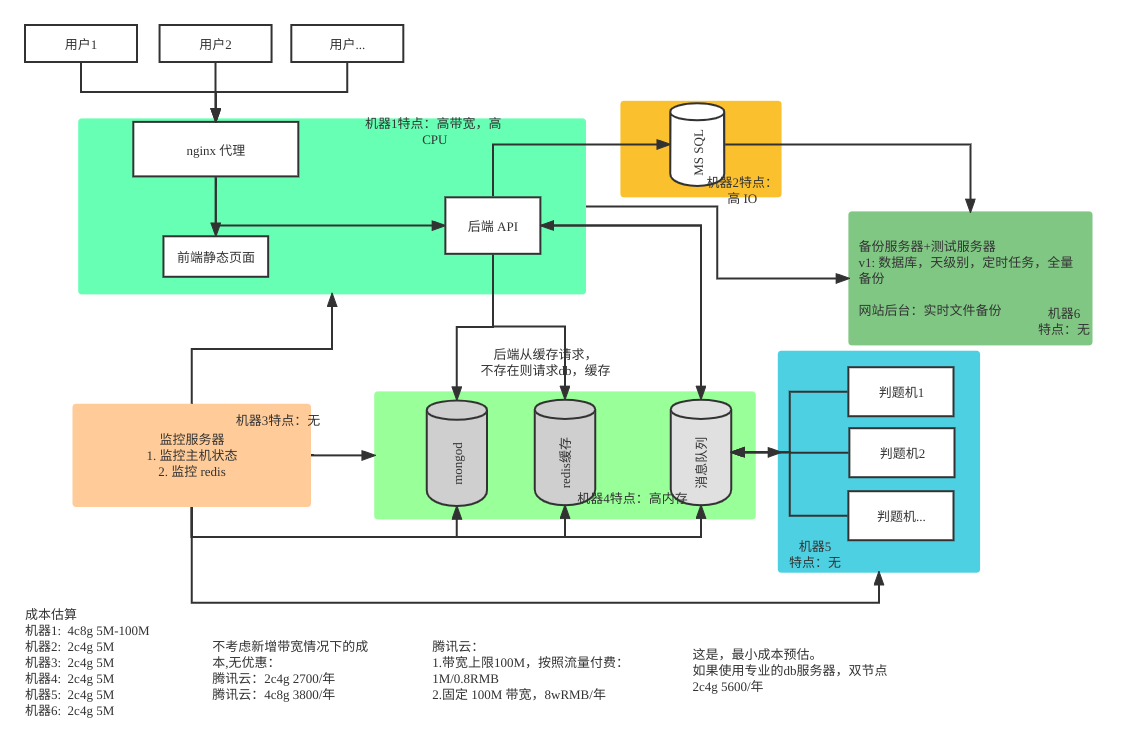 用户1
用户2
用户...
机器1特点：高带宽，高
CPU
nginx 代理
后端 API
前端静态页面
MS SQL
机器2特点：
高 IO
备份服务器+测试服务器
v1: 数据库，天级别，定时任务，全量
备份
网站后台：实时文件备份
机器6
特点：无
后端从缓存请求，
不存在则请求db，缓存
机器3特点：无
监控服务器
1. 监控主机状态
2. 监控 redis
mongod
redis缓存
消息队列
机器4特点：高内存
判题机1
判题机2
判题机...
机器5
特点：无
成本估算
机器1:  4c8g 5M-100M
机器2:  2c4g 5M
机器3:  2c4g 5M
机器4:  2c4g 5M
机器5:  2c4g 5M
机器6:  2c4g 5M
不考虑新增带宽情况下的成
本,无优惠：
腾讯云：2c4g 2700/年
腾讯云：4c8g 3800/年
腾讯云：
1.带宽上限100M，按照流量付费：
1M/0.8RMB
2.固定 100M 带宽，8wRMB/年
这是，最小成本预估。
如果使用专业的db服务器，双节点
2c4g 5600/年